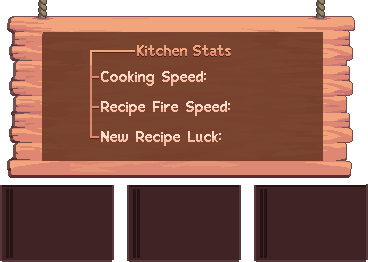 Kitchen Stats
Cooking Speed:
Recipe Fire Speed:
New Recipe Luck: